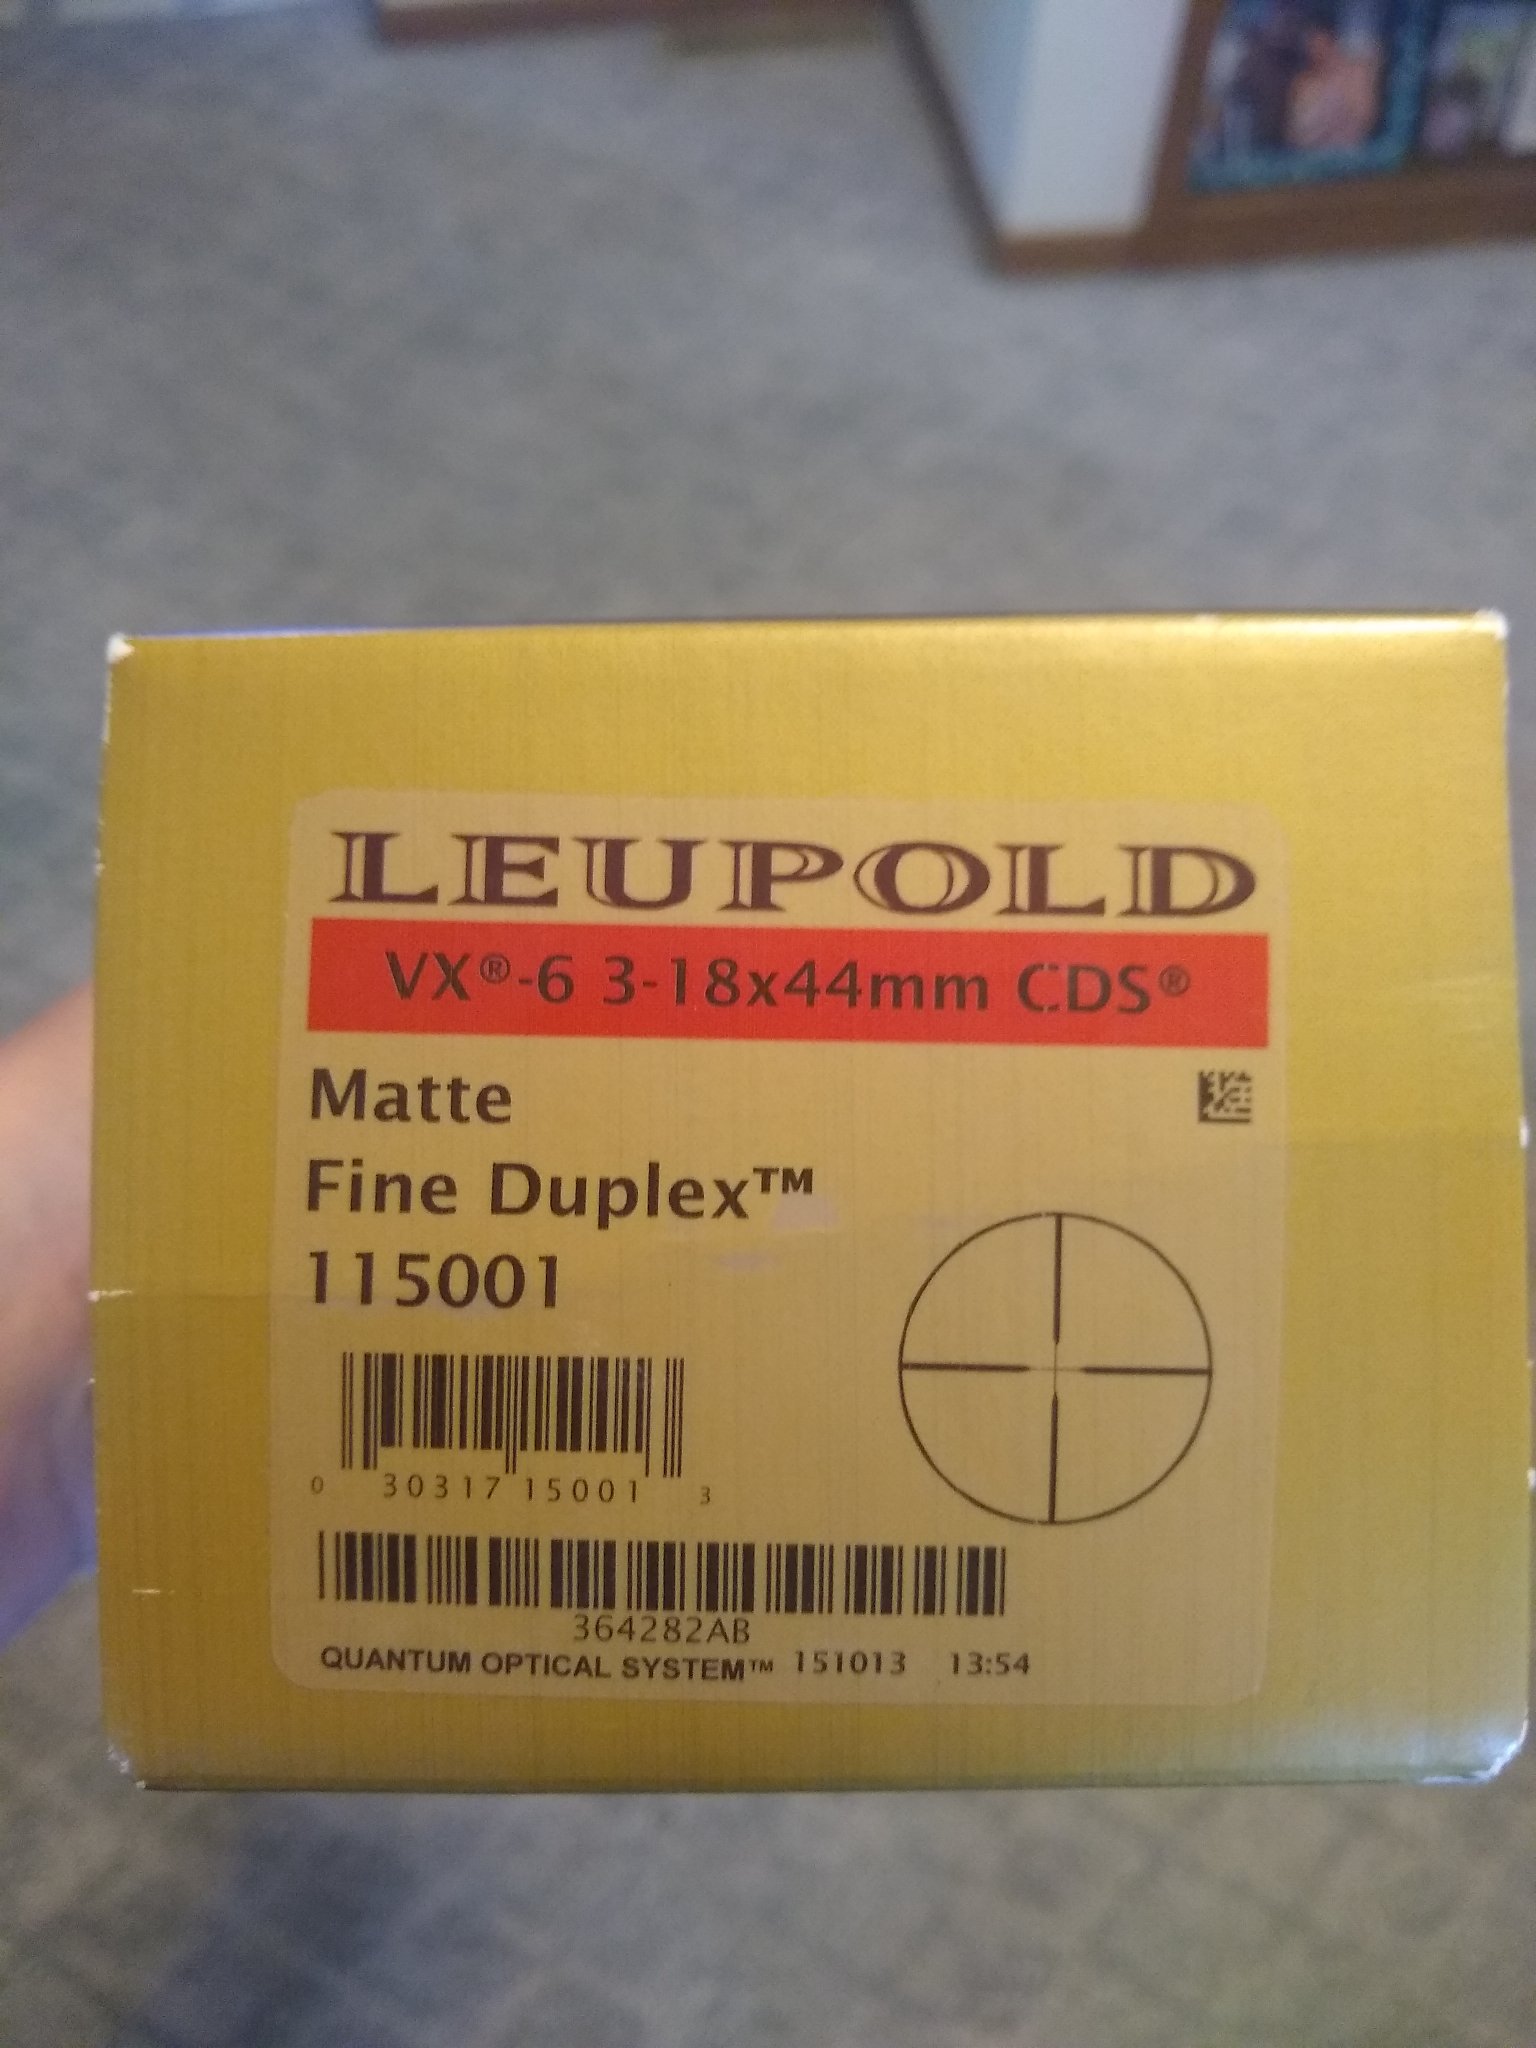 LEUPOLD
VX®-6 3-18x44mm CDS®
Matte
Fine Duplex™
115001
0 30317 15001 3
364282AB
QUANTUM OPTICAL SYSTEM™ 151013 13:54